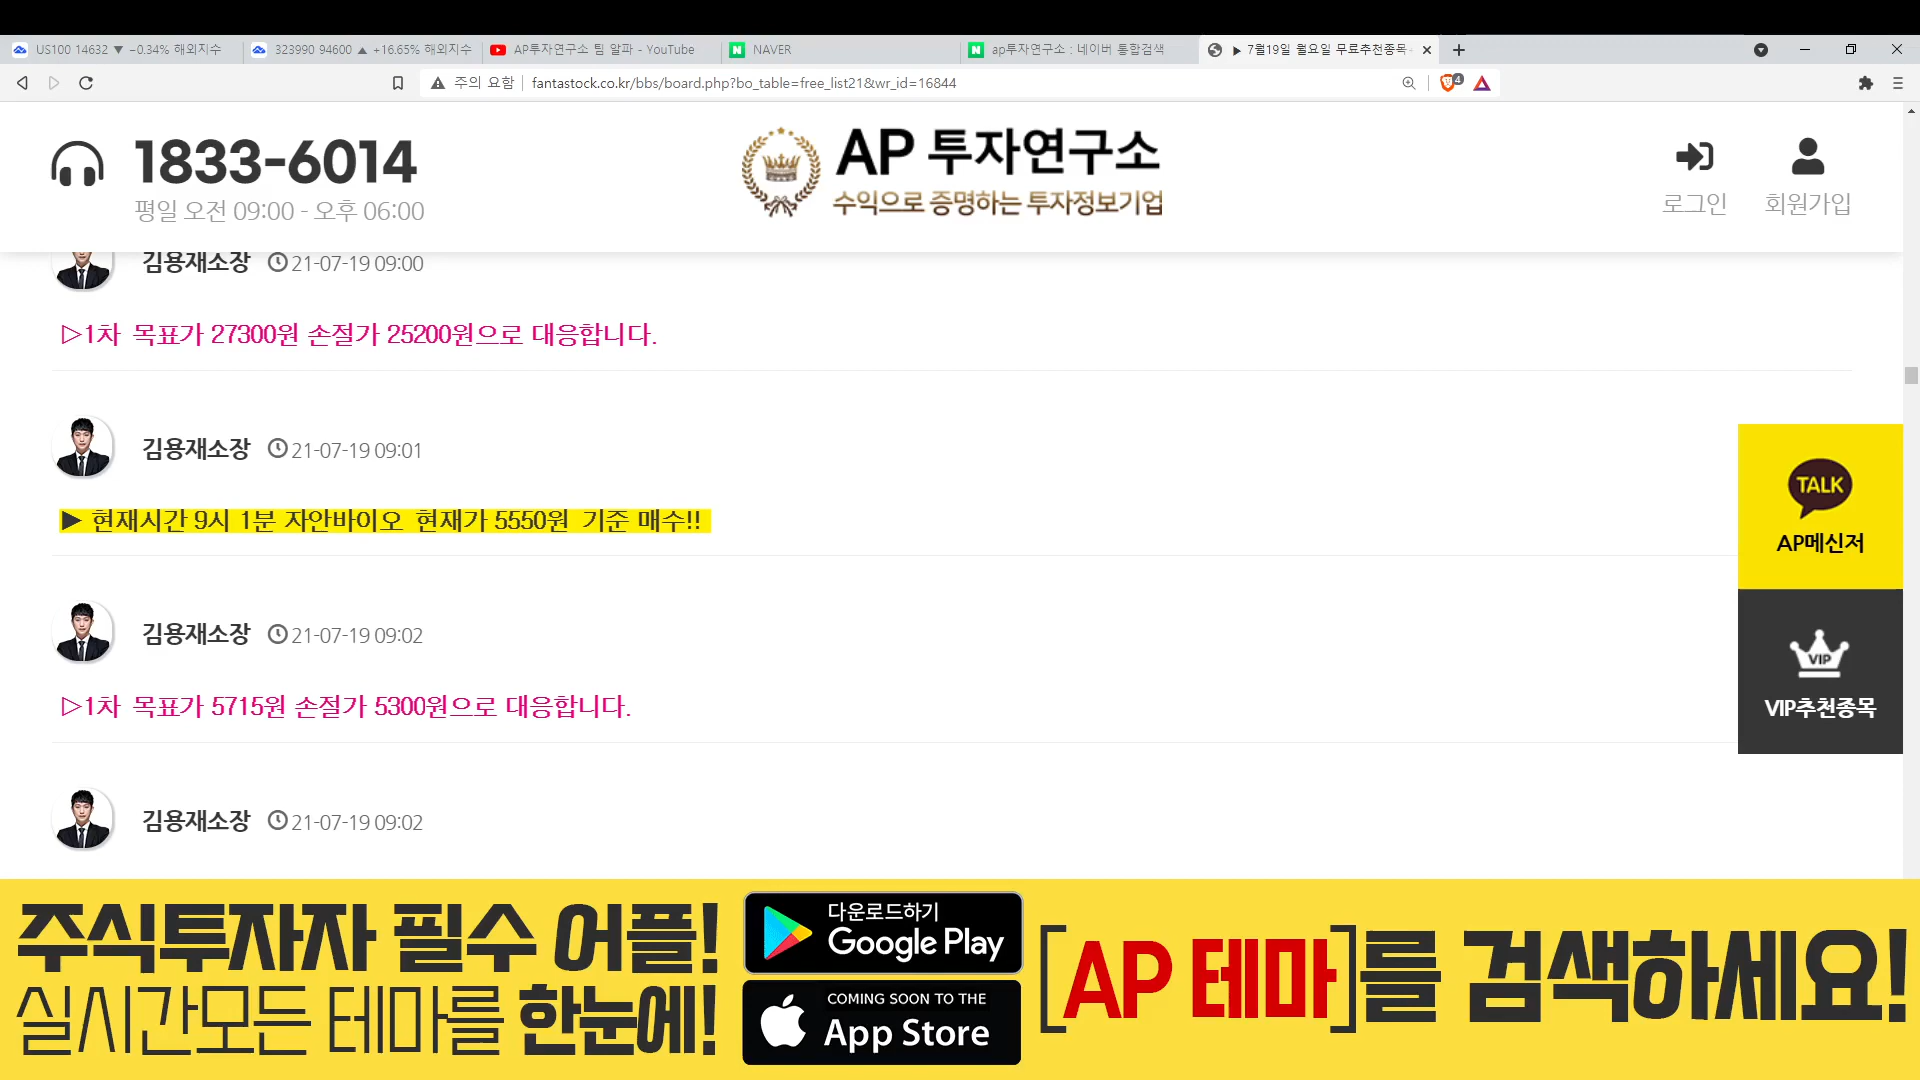 US100 14632 ▼ −0.34% 해외지수
323990 94600 ▲ +16.65% 해외지수
AP투자연구소 팀 알파 - YouTube
NAVER
ap투자연구소 : 네이버 통합검색
▶ 7월19일 월요일 무료추천종목
주의 요함
fantastock.co.kr/bbs/board.php?bo_table=free_list21&wr_id=16844
4
1833-6014
평일 오전 09:00 - 오후 06:00
AP 투자연구소
수익으로 증명하는 투자정보기업
로그인
회원가입
김용재소장 21-07-19 09:00
▷1차 목표가 27300원 손절가 25200원으로 대응합니다.
김용재소장 21-07-19 09:01
▶ 현재시간 9시 1분 자안바이오 현재가 5550원 기준 매수!!
TALK
AP메신저
김용재소장 21-07-19 09:02
VIP
VIP추천종목
▷1차 목표가 5715원 손절가 5300원으로 대응합니다.
김용재소장 21-07-19 09:02
주식투자자 필수 어플!
실시간모든 테마를 한눈에!
다운로드하기
Google Play
COMING SOON TO THE
App Store
[AP 테마]를 검색하세요!